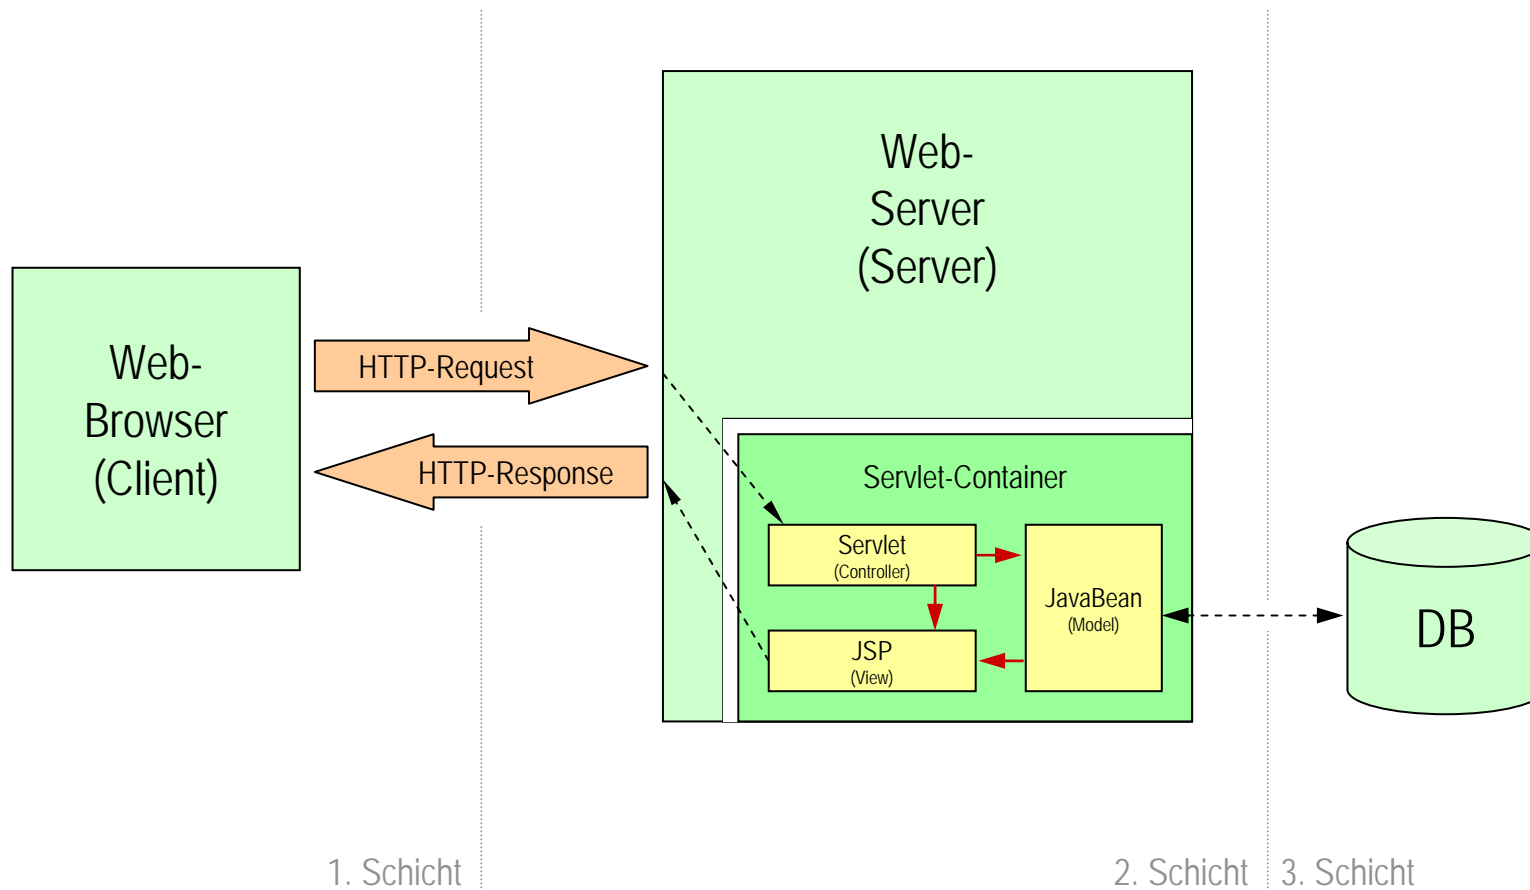 Web-
Server
(Server)
Web-
Browser
(Client)
HTTP-Request
HTTP-Response
Servlet-Container
Servlet
(Controller)
JavaBean
(Model)
JSP
(View)
DB
1. Schicht
2. Schicht
3. Schicht